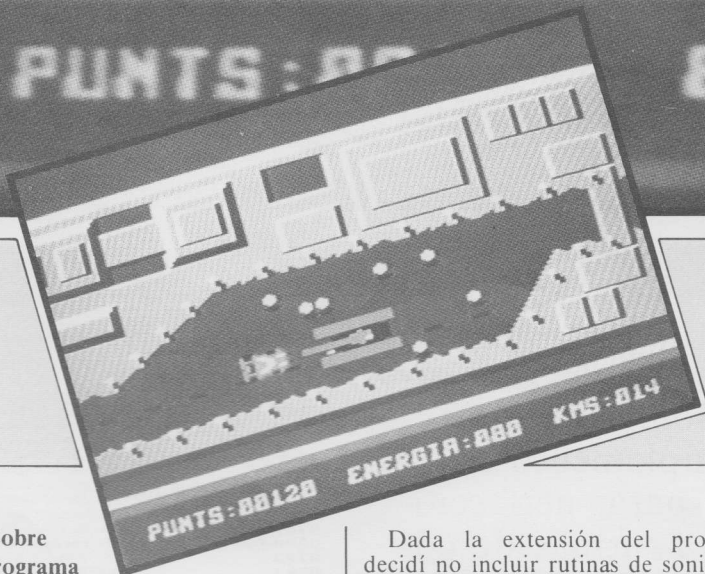 PUNTS:
PUNTS:00120 ENERGIA:000 KMS:014
obre
rograma
Dada la extensión del pro
decidí no incluir rutinas de soni